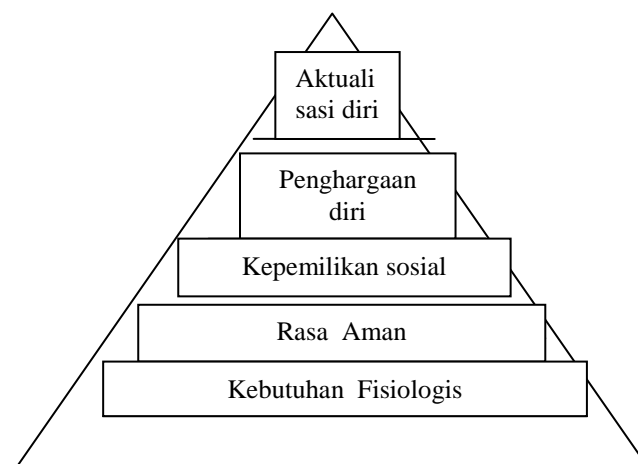 Aktuali
sasi diri
Penghargaan
diri
Kepemilikan sosial
Rasa Aman
Kebutuhan Fisiologis